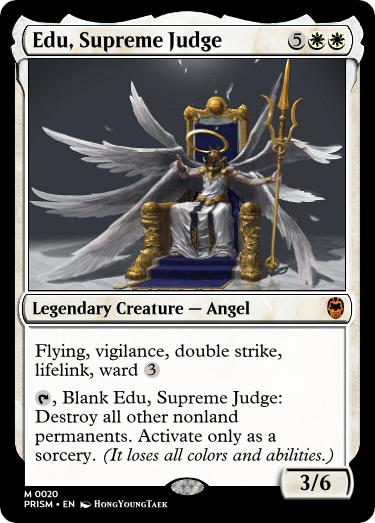 Edu, Supreme Judge 5
Legendary Creature — Angel
Flying, vigilance, double strike,
lifelink, ward 3
, Blank Edu, Supreme Judge:
Destroy all other nonland
permanents. Activate only as a
sorcery. (It loses all colors and abilities.)
3/6
M 0020
PRISM • EN HongYoungTaek